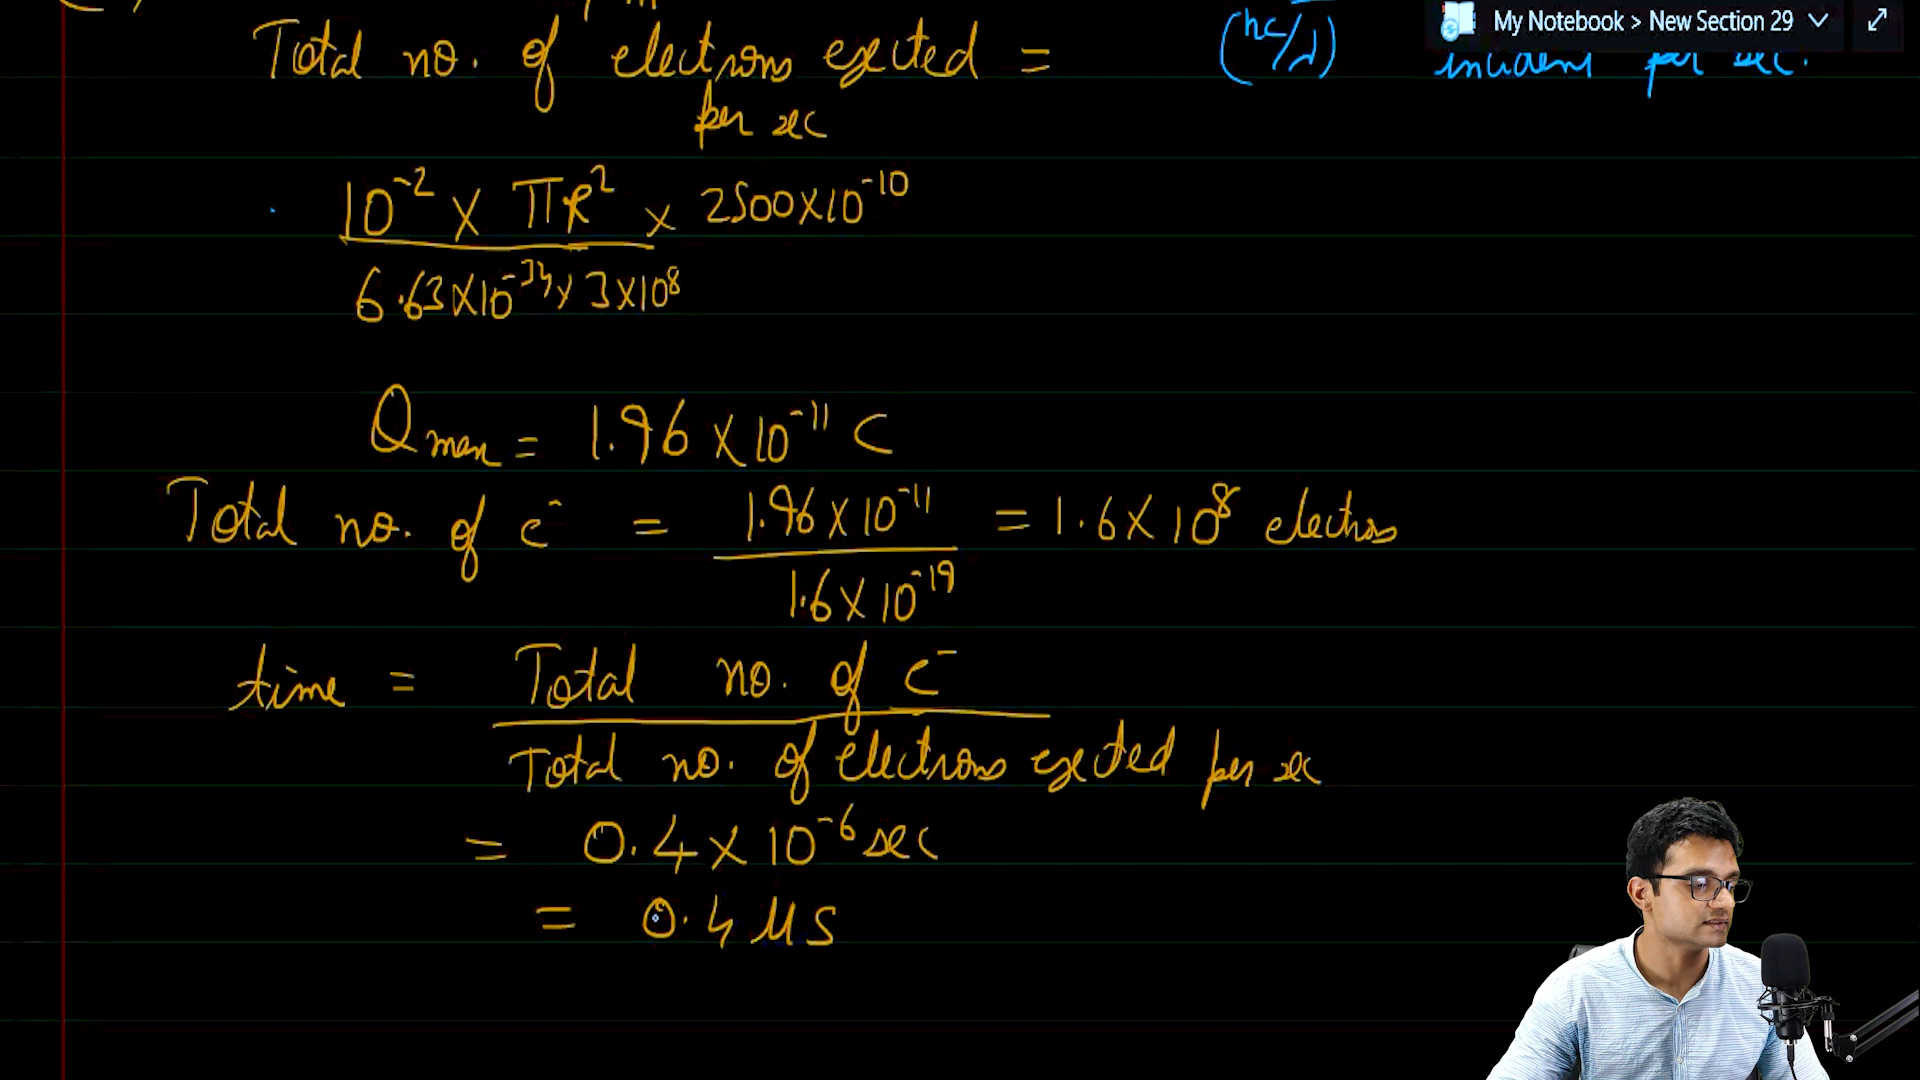 My Notebook > New Section 29
Total no. of electrons ejected = (hc/λ) incident per sec.
per sec
10⁻² × πR² × 2500×10⁻¹⁰
6.63×10⁻³⁴ × 3×10⁸
Qmax = 1.96 × 10⁻¹¹ C
Total no. of e⁻ = 1.96 × 10⁻¹¹ = 1.6 × 10⁸ electrons
1.6 × 10⁻¹⁹
time = Total no. of e⁻
Total no. of electrons ejected per sec
= 0.4 × 10⁻⁶ sec
= 0.4 μs